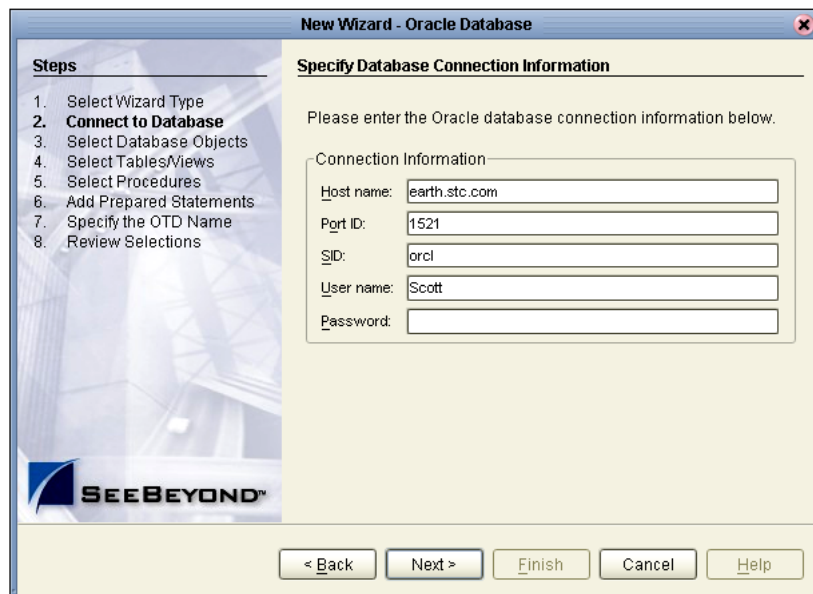 New Wizard - Oracle Database
Steps
1. Select Wizard Type
2. Connect to Database
3. Select Database Objects
4. Select Tables/Views
5. Select Procedures
6. Add Prepared Statements
7. Specify the OTD Name
8. Review Selections
SEEBEYOND™
Specify Database Connection Information
Please enter the Oracle database connection information below.
Connection Information
Host name: earth.stc.com
Port ID: 1521
SID: orcl
User name: Scott
Password:
< Back Next > Finish Cancel Help